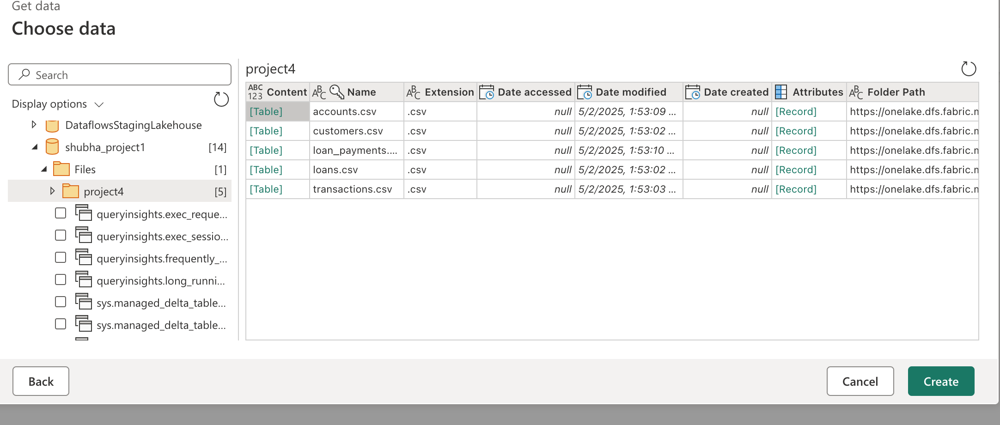 Get data
Choose data
Search
Display options
DataflowsStagingLakehouse
shubha_project1 [14]
Files [1]
project4 [5]
queryinsights.exec_reque...
queryinsights.exec_sessio...
queryinsights.frequently_...
queryinsights.long_runni...
sys.managed_delta_table...
sys.managed_delta_table...
project4
ABC 123 Content ABC Name ABC Extension Date accessed Date modified Date created Attributes ABC Folder Path
[Table] accounts.csv .csv null 5/2/2025, 1:53:09 ... null [Record] https://onelake.dfs.fabric.m
[Table] customers.csv .csv null 5/2/2025, 1:53:02 ... null [Record] https://onelake.dfs.fabric.m
[Table] loan_payments.... .csv null 5/2/2025, 1:53:10 ... null [Record] https://onelake.dfs.fabric.m
[Table] loans.csv .csv null 5/2/2025, 1:53:02 ... null [Record] https://onelake.dfs.fabric.m
[Table] transactions.csv .csv null 5/2/2025, 1:53:03 ... null [Record] https://onelake.dfs.fabric.m
Back Cancel Create